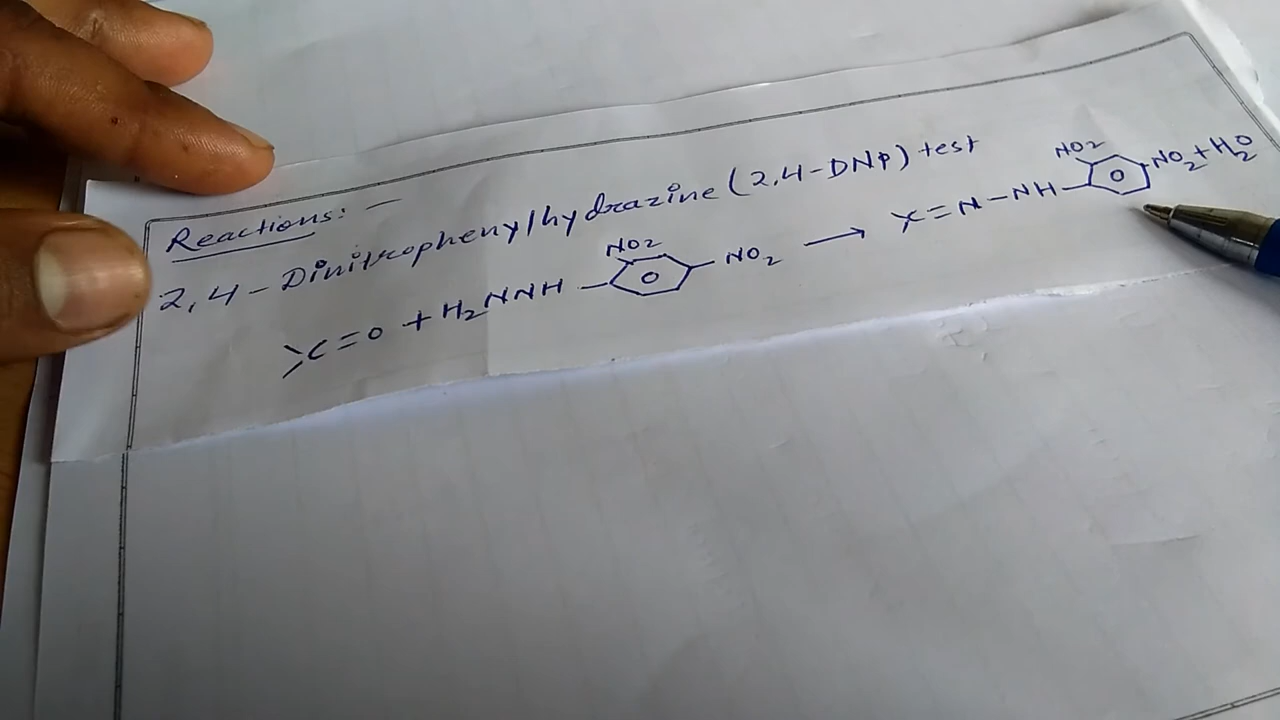 Reactions: -
2,4-Dinitrophenylhydrazine (2,4-DNP) test
>C=O + H2NNH - NO2 - NO2 → >C=N-NH - NO2 - NO2 + H2O